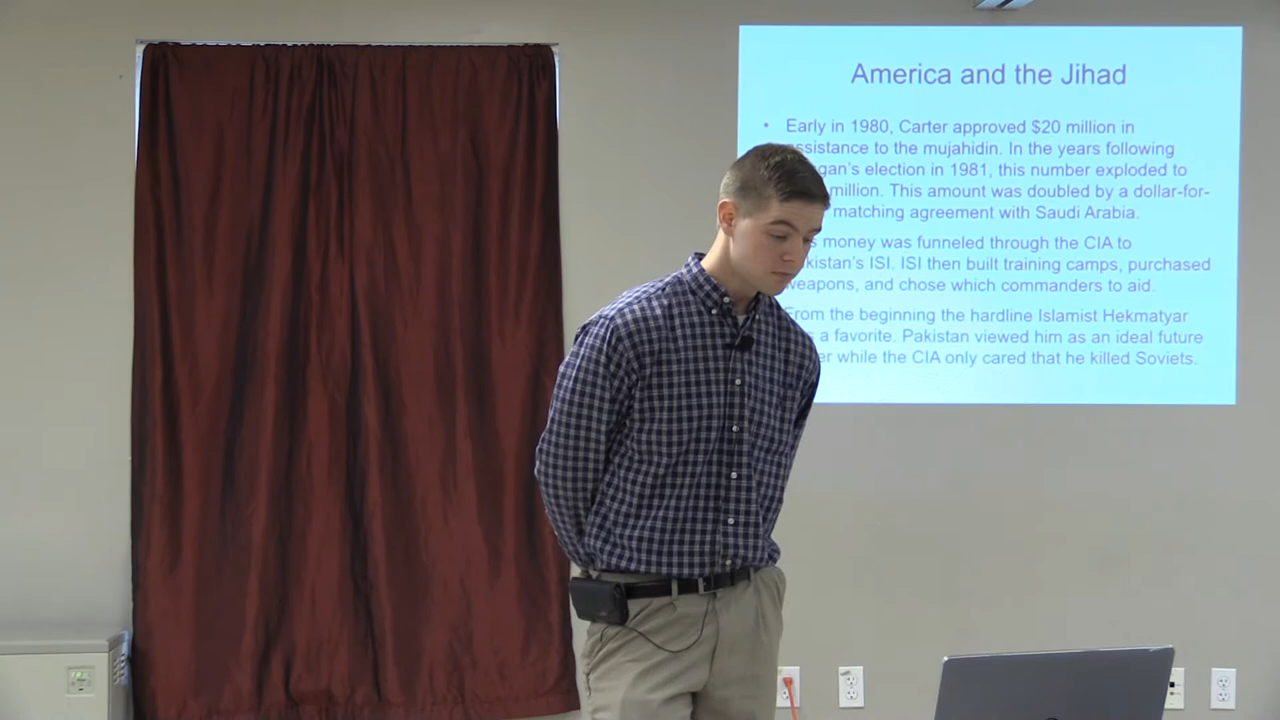 America and the Jihad
• Early in 1980, Carter approved $20 million in
assistance to the mujahidin. In the years following
election in 1981, this number exploded to
million. This amount was doubled by a dollar-for-
matching agreement with Saudi Arabia.
money was funneled through the CIA to
ISI. ISI then built training camps, purchased
weapons, and chose which commanders to aid.
From the beginning the hardline Islamist Hekmatyar
a favorite. Pakistan viewed him as an ideal future
while the CIA only cared that he killed Soviets.